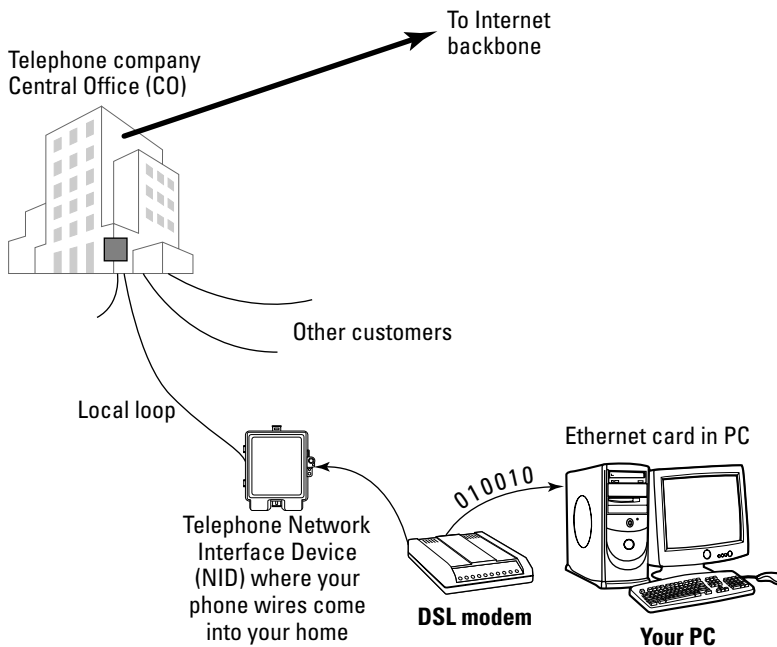 To Internet
backbone
Telephone company
Central Office (CO)
Other customers
Local loop
Ethernet card in PC
010010
Telephone Network
Interface Device
(NID) where your
phone wires come
into your home
DSL modem
Your PC